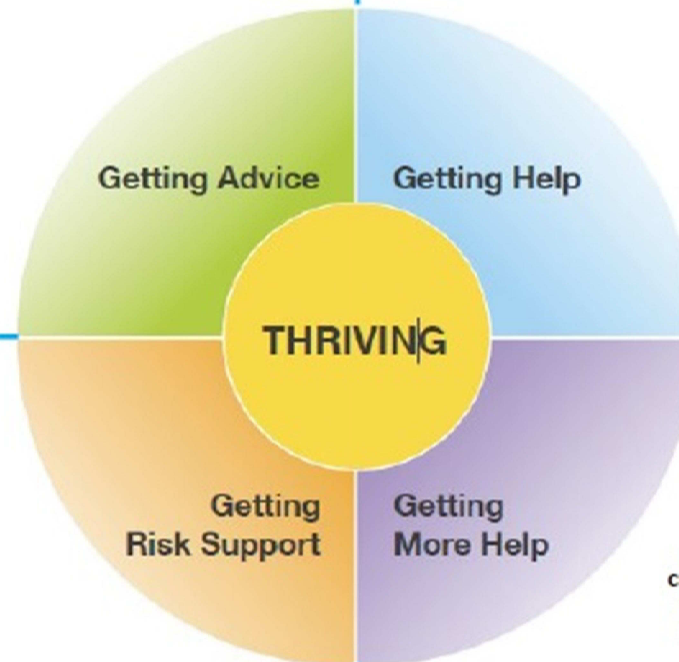 Getting Advice
Getting Help
THRIVING
Getting
Risk Support
Getting
More Help
c